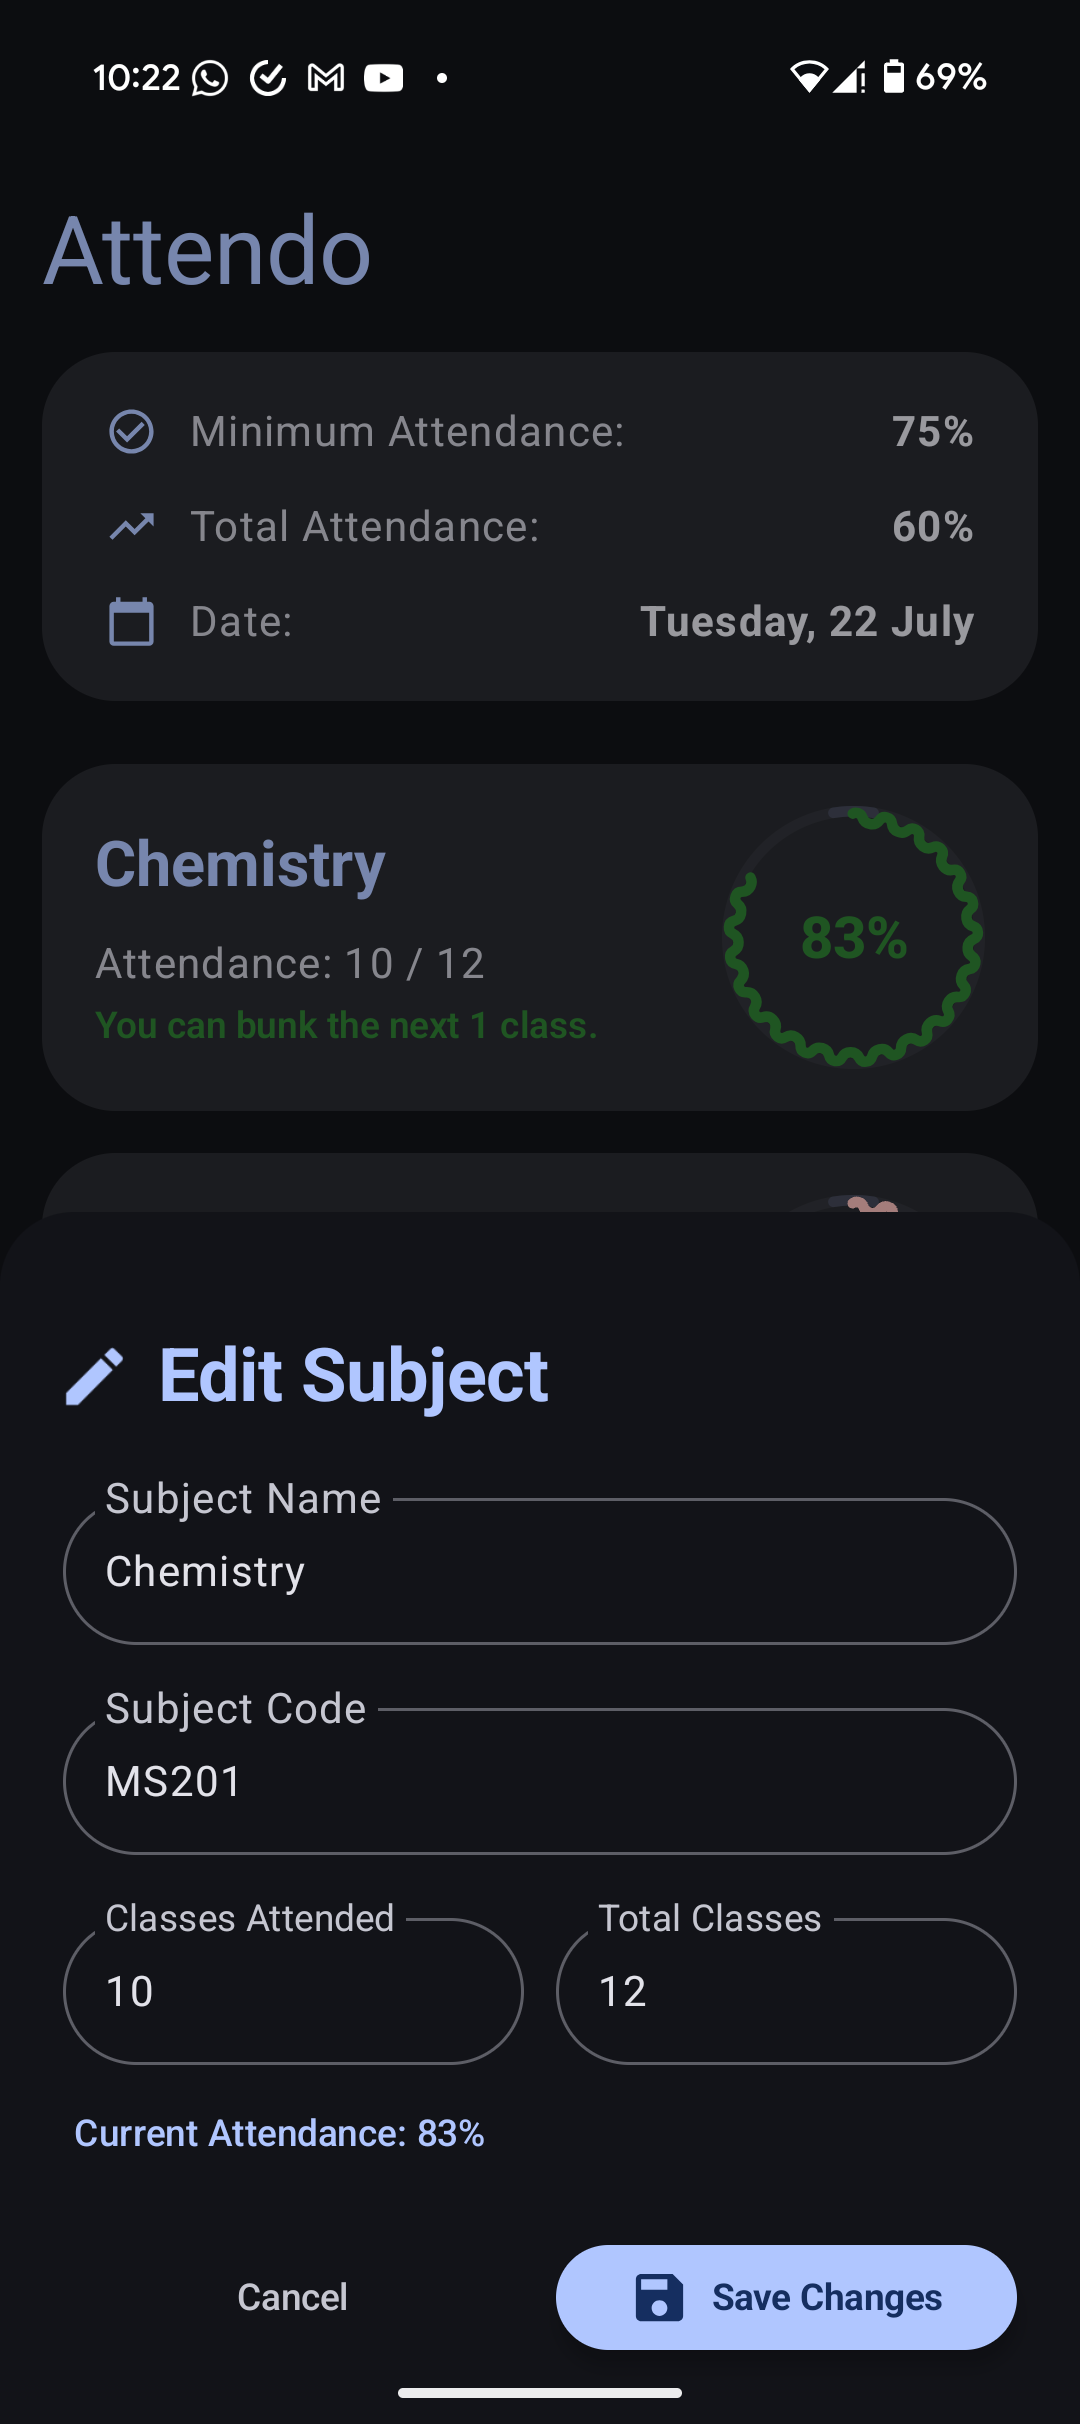 10:22 69%
Attendo
Minimum Attendance: 75%
Total Attendance: 60%
Date: Tuesday, 22 July
Chemistry
Attendance: 10 / 12
You can bunk the next 1 class.
83%
Edit Subject
Subject Name
Chemistry
Subject Code
MS201
Classes Attended Total Classes
10 12
Current Attendance: 83%
Cancel Save Changes